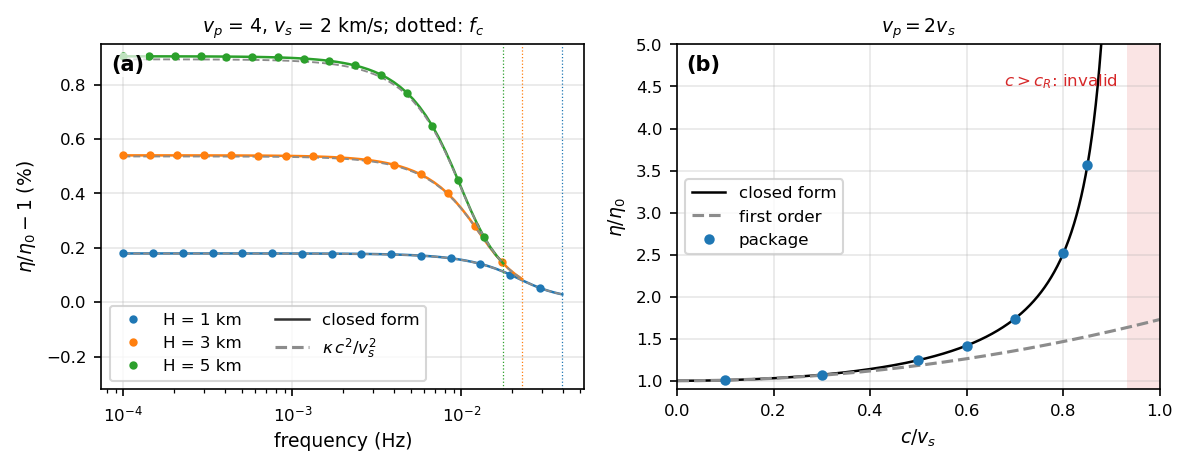 v_p = 4, v_s = 2 km/s; dotted: f_c
(a)
0.8
0.6
0.4
0.2
0.0
−0.2
η/η_0 − 1 (%)
H = 1 km
H = 3 km
H = 5 km
closed form
κ c^2/v_s^2
10^−4
10^−3
10^−2
frequency (Hz)
v_p = 2v_s
(b)
c > c_R: invalid
5.0
4.5
4.0
3.5
3.0
2.5
2.0
1.5
1.0
η/η_0
closed form
first order
package
0.0
0.2
0.4
0.6
0.8
1.0
c/v_s